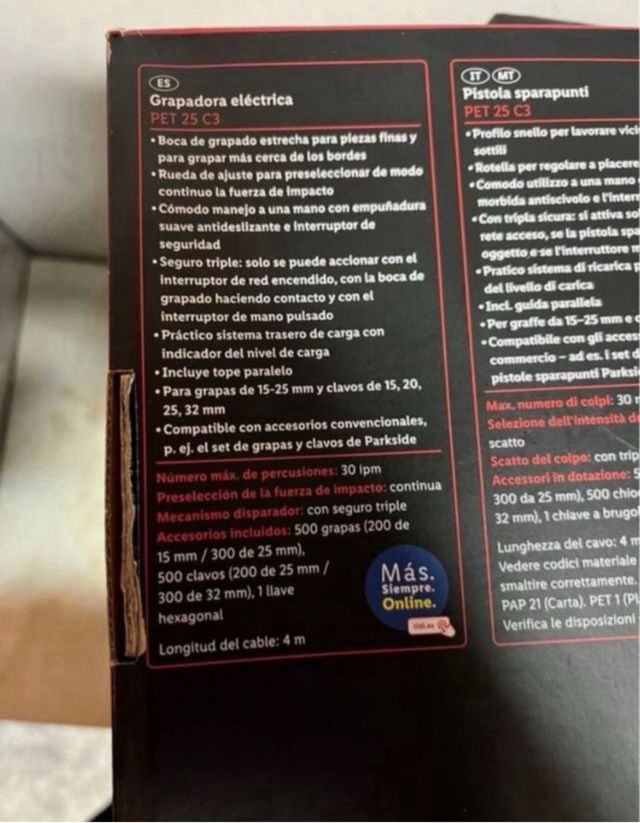 ES
Grapadora eléctrica
PET 25 C3
• Boca de grapado estrecha para piezas finas y
para grapar más cerca de los bordes
• Rueda de ajuste para preseleccionar de modo
continuo la fuerza de impacto
• Cómodo manejo a una mano con empuñadura
suave antideslizante e interruptor de
seguridad
• Seguro triple: solo se puede accionar con el
interruptor de red encendido, con la boca de
grapado haciendo contacto y con el
interruptor de mano pulsado
• Práctico sistema trasero de carga con
indicador del nivel de carga
• Incluye tope paralelo
• Para grapas de 15-25 mm y clavos de 15, 20,
25, 32 mm
• Compatible con accesorios convencionales,
p. ej. el set de grapas y clavos de Parkside
Número máx. de percusiones: 30 ipm
Preselección de la fuerza de impacto: continua
Mecanismo disparador: con seguro triple
Accesorios incluidos: 500 grapas (200 de
15 mm / 300 de 25 mm),
500 clavos (200 de 25 mm /
300 de 32 mm), 1 llave
hexagonal
Longitud del cable: 4 m
Más.
Siempre.
Online.
lidl.es
IT MT
Pistola sparapunti
PET 25 C3
• Profilo snello per lavorare
sottili
• Rotella per regolare a piacere
• Comodo utilizzo a una mano
morbida antiscivolo e
• Con tripla sicura: si attiva
rete acceso, se la pistola
oggetto e se l'interruttore
• Pratico sistema di ricarica
del livello di carica
• Incl. guida parallela
• Per graffe da 15-25 mm e
• Compatibile con gli
commercio – ad es. i set
pistole sparapunti
Max. numero di colpi: 30
Selezione dell'intensità
scatto
Scatto del colpo: con
Accessori in dotazione:
300 da 25 mm), 500
32 mm), 1 chiave a
Lunghezza del cavo: 4
Vedere codici materiale
smaltire correttamente.
PAP 21 (Carta). PET 1
Verifica le disposizioni